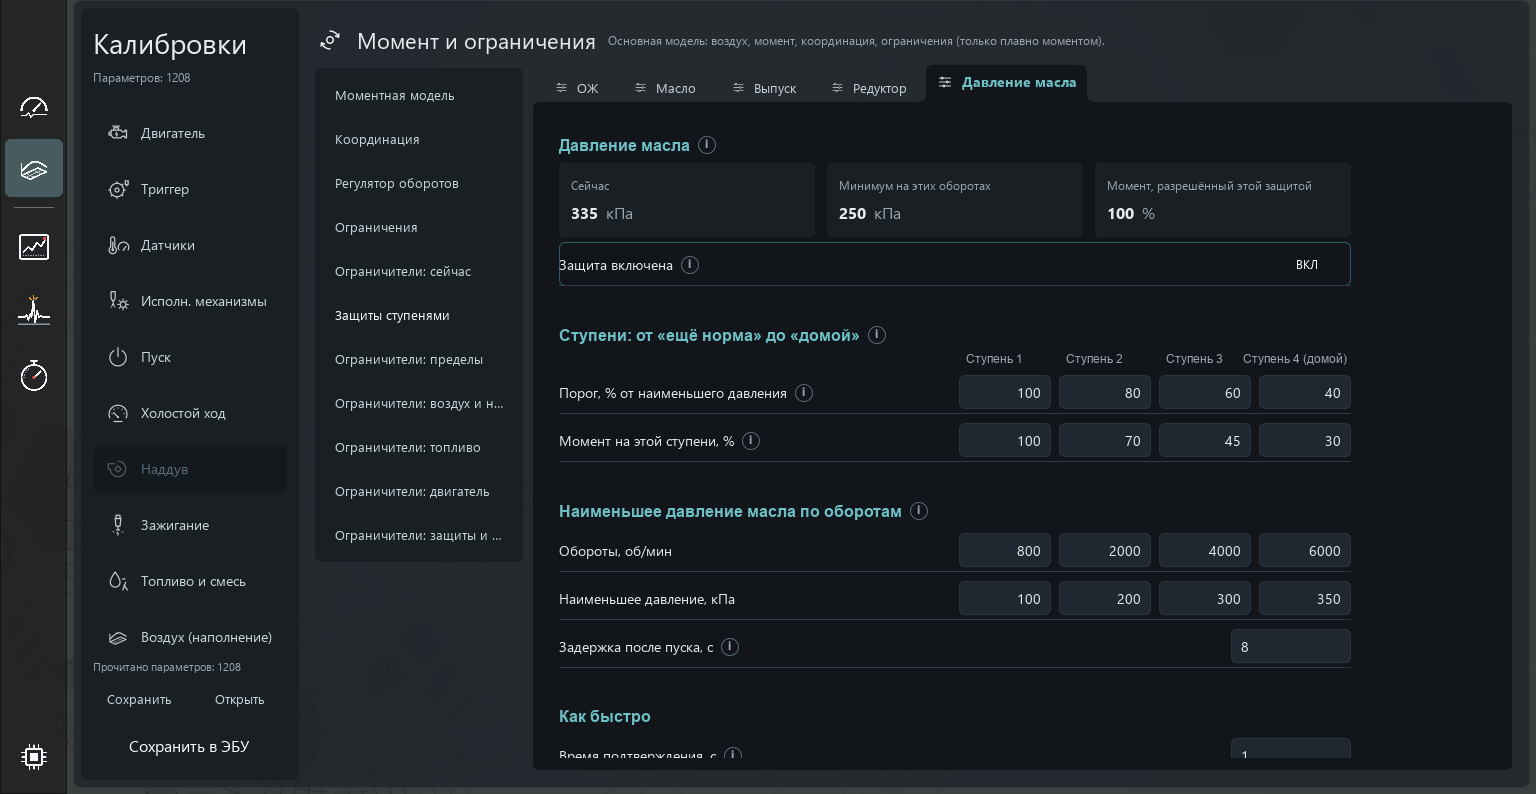 Калибровки
Параметров: 1208
Двигатель
Триггер
Датчики
Исполн. механизмы
Пуск
Холостой ход
Наддув
Зажигание
Топливо и смесь
Воздух (наполнение)
Прочитано параметров: 1208
Сохранить Открыть
Сохранить в ЭБУ
Момент и ограничения Основная модель: воздух, момент, координация, ограничения (только плавно моментом).
Моментная модель
Координация
Регулятор оборотов
Ограничения
Ограничители: сейчас
Защиты ступенями
Ограничители: пределы
Ограничители: воздух и н...
Ограничители: топливо
Ограничители: двигатель
Ограничители: защиты и ...
ОЖ Масло Выпуск Редуктор Давление масла
Давление масла
Сейчас
335 кПа
Минимум на этих оборотах
250 кПа
Момент, разрешённый этой защитой
100 %
Защита включена ВКЛ
Ступени: от «ещё норма» до «домой»
Ступень 1 Ступень 2 Ступень 3 Ступень 4 (домой)
Порог, % от наименьшего давления 100 80 60 40
Момент на этой ступени, % 100 70 45 30
Наименьшее давление масла по оборотам
Обороты, об/мин 800 2000 4000 6000
Наименьшее давление, кПа 100 200 300 350
Задержка после пуска, с 8
Как быстро
Время подтверждения, с 1